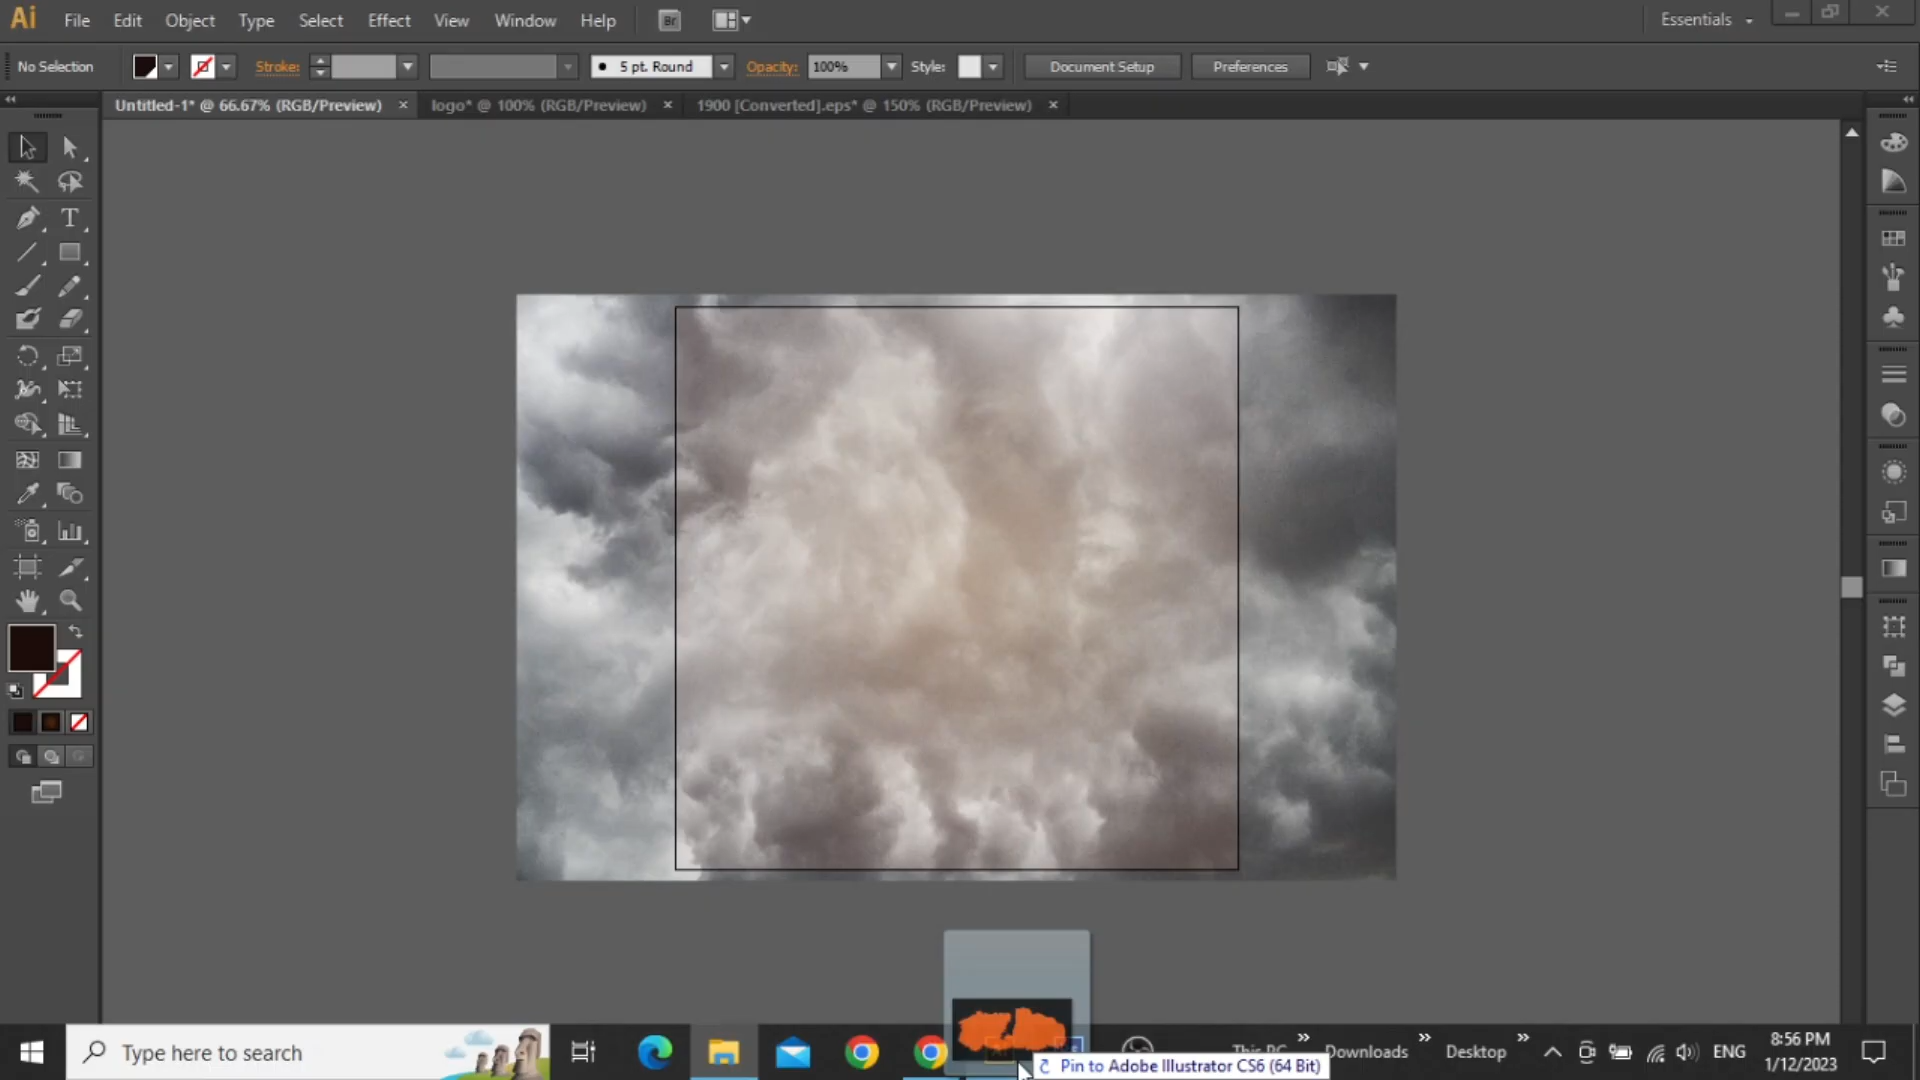 Ai File Edit Object Type Select Effect View Window Help Br Essentials
No Selection Stroke: 5 pt. Round Opacity: 100% Style: Document Setup Preferences
Untitled-1* @ 66.67% (RGB/Preview) × logo* @ 100% (RGB/Preview) × 1900 [Converted].eps* @ 150% (RGB/Preview) ×
T
Type here to search This PC Downloads Desktop ENG 8:56 PM
1/12/2023
Pin to Adobe Illustrator CS6 (64 Bit)